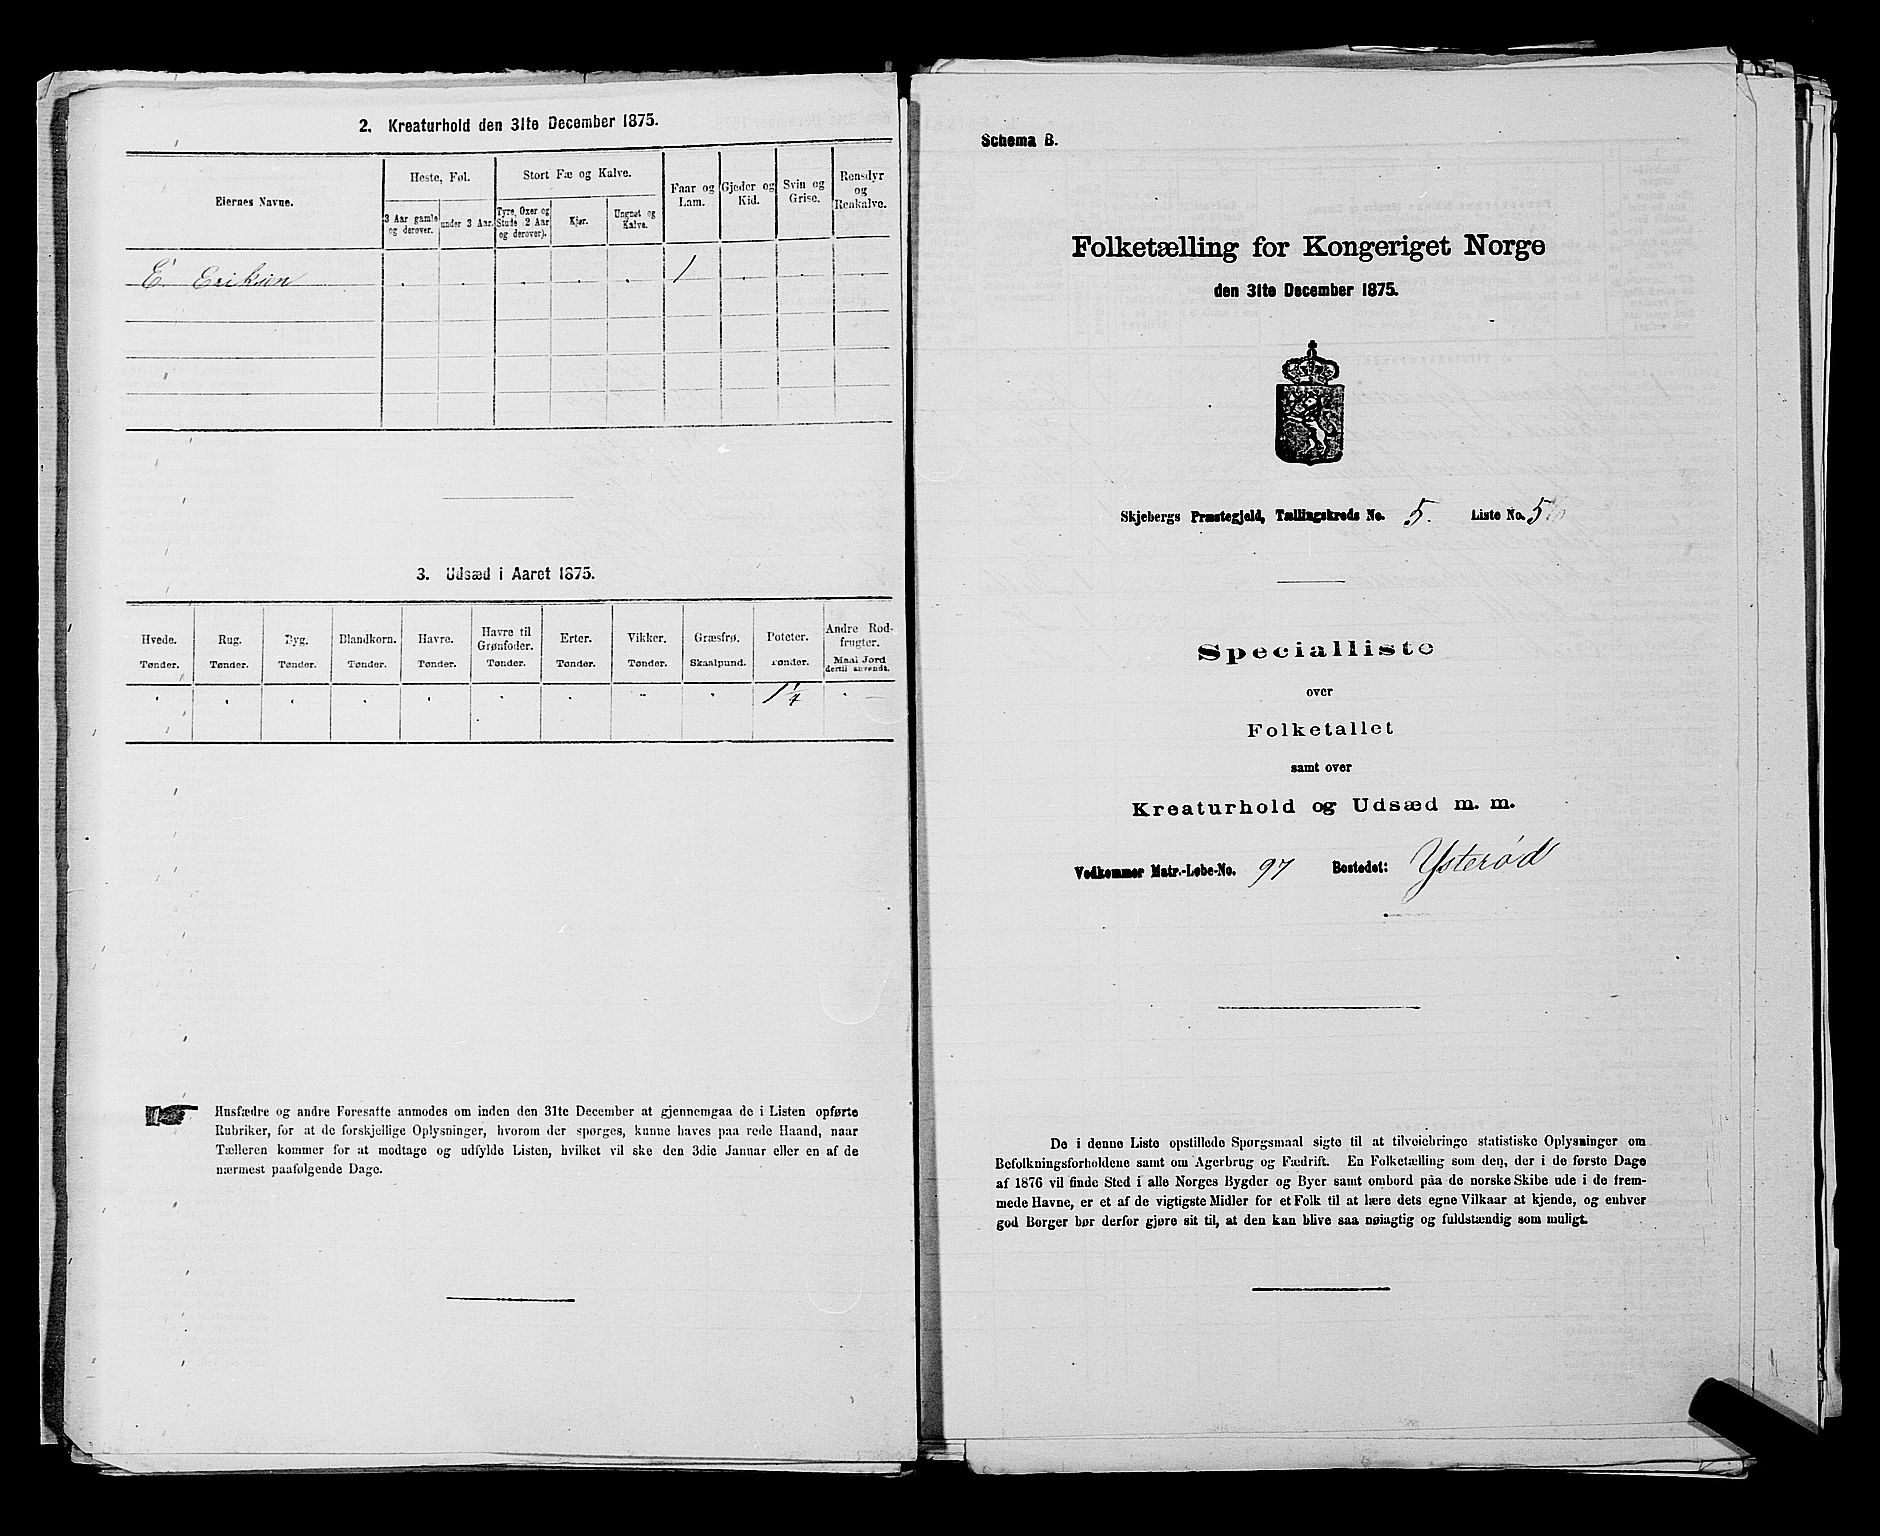 2. Kreaturhold den 31te December 1875.
Eiernes Navne.
Heste, Føl.
Stort Fæ og Kalve.
Faar og Lam.
Gjeder og Kid.
Svin og Grise.
Rensdyr og Renkalve.
3 Aar gamle og derover.
under 3 Aar.
Tyre, Oxer og Stude (2 Aar og derover).
Kjør.
Ungnøt og Kalve.
E. Eriksen . . . . . 1 . . .
3. Udsæd i Aaret 1875.
Hvede. Rug. Byg. Blandkorn. Havre. Havre til Grønfoder. Erter. Vikker. Græsfrø. Poteter. Andre Rodfrugter.
Tønder. Tønder. Tønder. Tønder. Tønder. Tønder. Tønder. Tønder. Skaalpund. Tønder. Maal Jord dertil anvendt.
1 1/4
Husfædre og andre Foresatte anmodes om inden den 31te December at gjennemgaa de i Listen opførte
Rubriker, for at de forskjellige Oplysninger, hvorom der spørges, kunne haves paa rede Haand, naar
Tælleren kommer for at modtage og udfylde Listen, hvilket vil ske den 3die Januar eller en af de
nærmest paafølgende Dage.
Schema B.
Folketælling for Kongeriget Norge
den 31te December 1875.
Skjebergs Præstegjeld, Tællingskreds No. 5. Liste No. 5
Specialliste
over
Folketallet
samt over
Kreaturhold og Udsæd m. m.
Vedkommer Matr.-Løbe-No. 97 Bostedet: Ysterød
De i denne Liste opstillede Spørgsmaal sigte til at tilveiebringe statistiske Oplysninger om
Befolkningsforholdene samt om Agerbrug og Fædrift. En Folketælling som den, der i de første Dage
af 1876 vil finde Sted i alle Norges Bygder og Byer samt ombord paa de norske Skibe ude i de frem-
mede Havne, er et af de vigtigste Midler for et Folk til at lære dets egne Vilkaar at kjende, og enhver
god Borger bør derfor gjøre sit til, at den kan blive saa nøiagtig og fuldstændig som muligt.